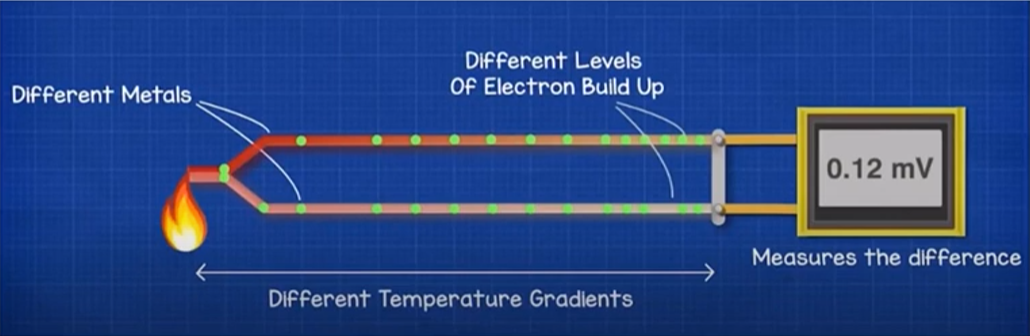 Different Levels
Of Electron Build Up
Different Metals
0.12 mV
Measures the difference
Different Temperature Gradients